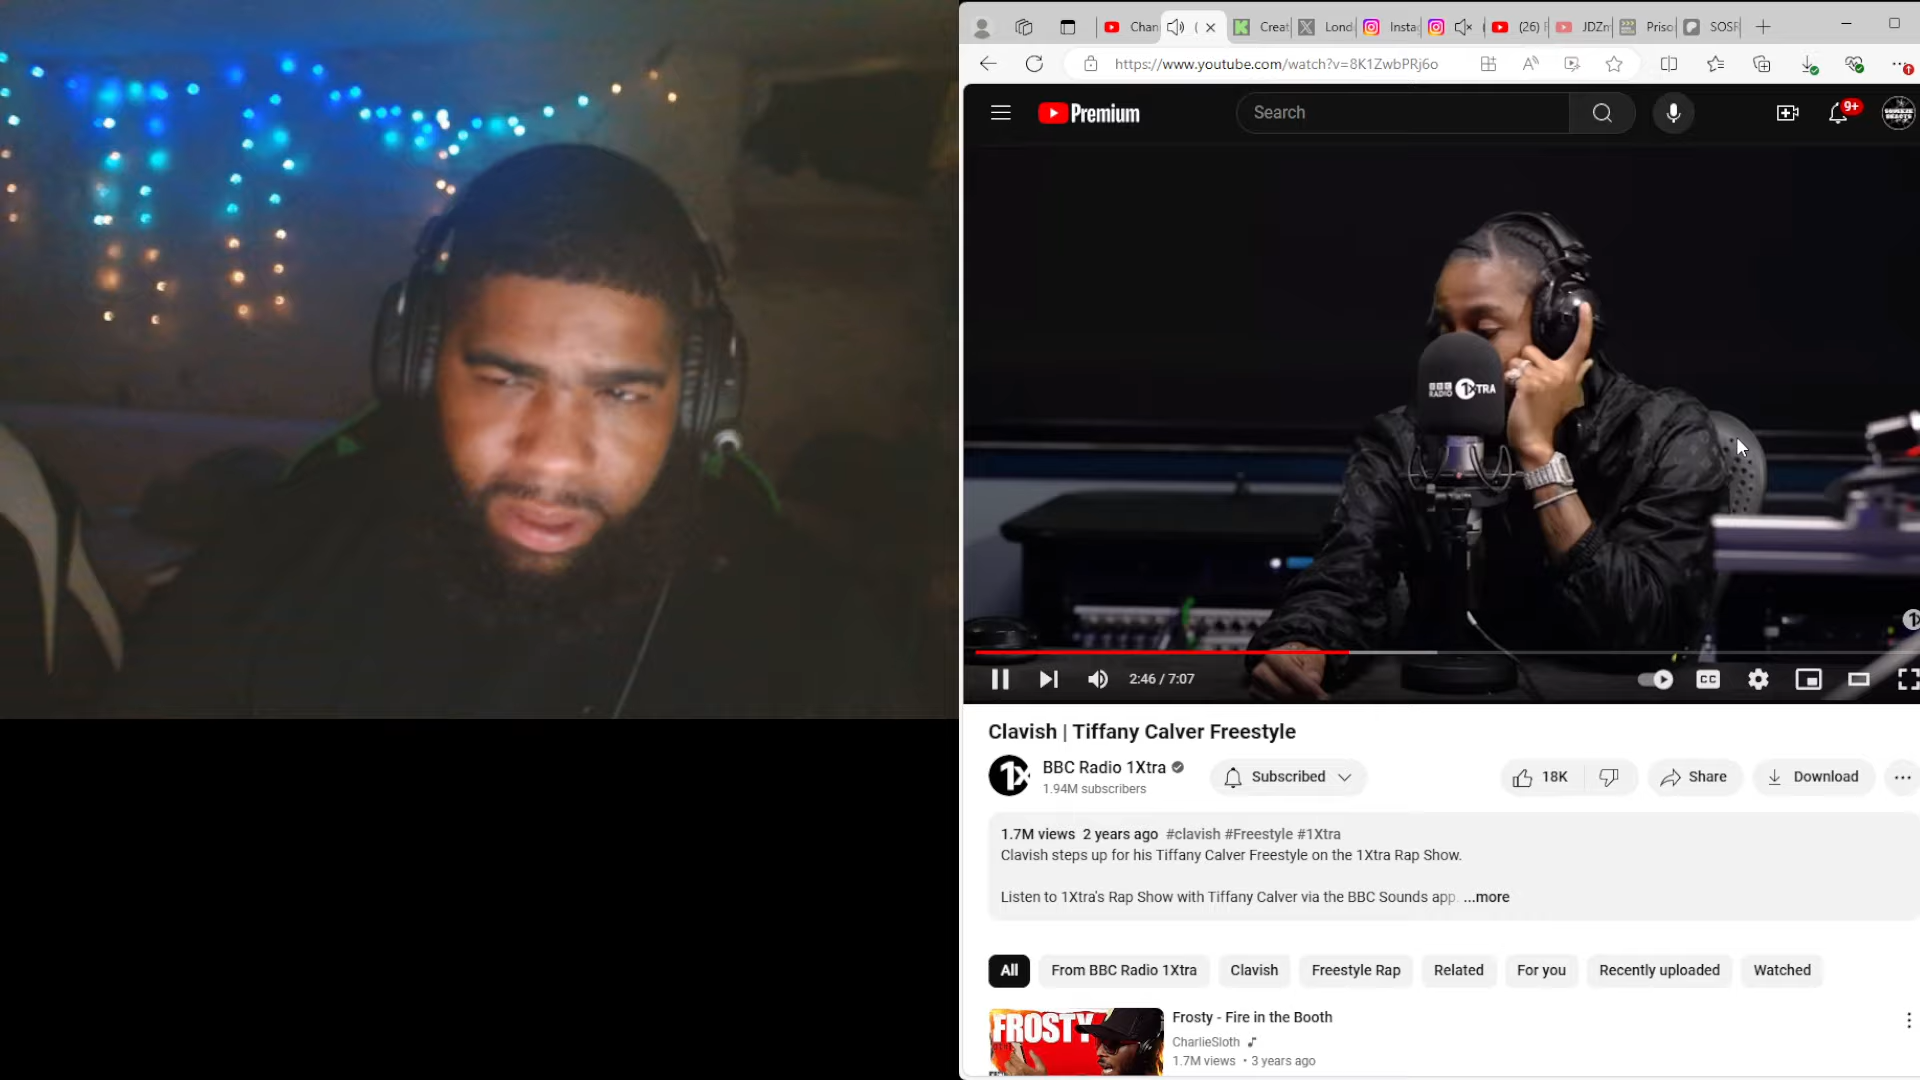 Chan
(
Creat
Lond
Insta
(
(26) F
JDZm
Priso
SOSF
https://www.youtube.com/watch?v=8K1ZwbPRj6o
Premium
Search
9+
BBC RADIO 1XTRA
2:46 / 7:07
CC
Clavish | Tiffany Calver Freestyle
BBC Radio 1Xtra
1.94M subscribers
Subscribed
18K
Share
Download
1.7M views 2 years ago #clavish #Freestyle #1Xtra
Clavish steps up for his Tiffany Calver Freestyle on the 1Xtra Rap Show.
Listen to 1Xtra's Rap Show with Tiffany Calver via the BBC Sounds app. ...more
All
From BBC Radio 1Xtra
Clavish
Freestyle Rap
Related
For you
Recently uploaded
Watched
FROSTY
Frosty - Fire in the Booth
CharlieSloth
1.7M views • 3 years ago